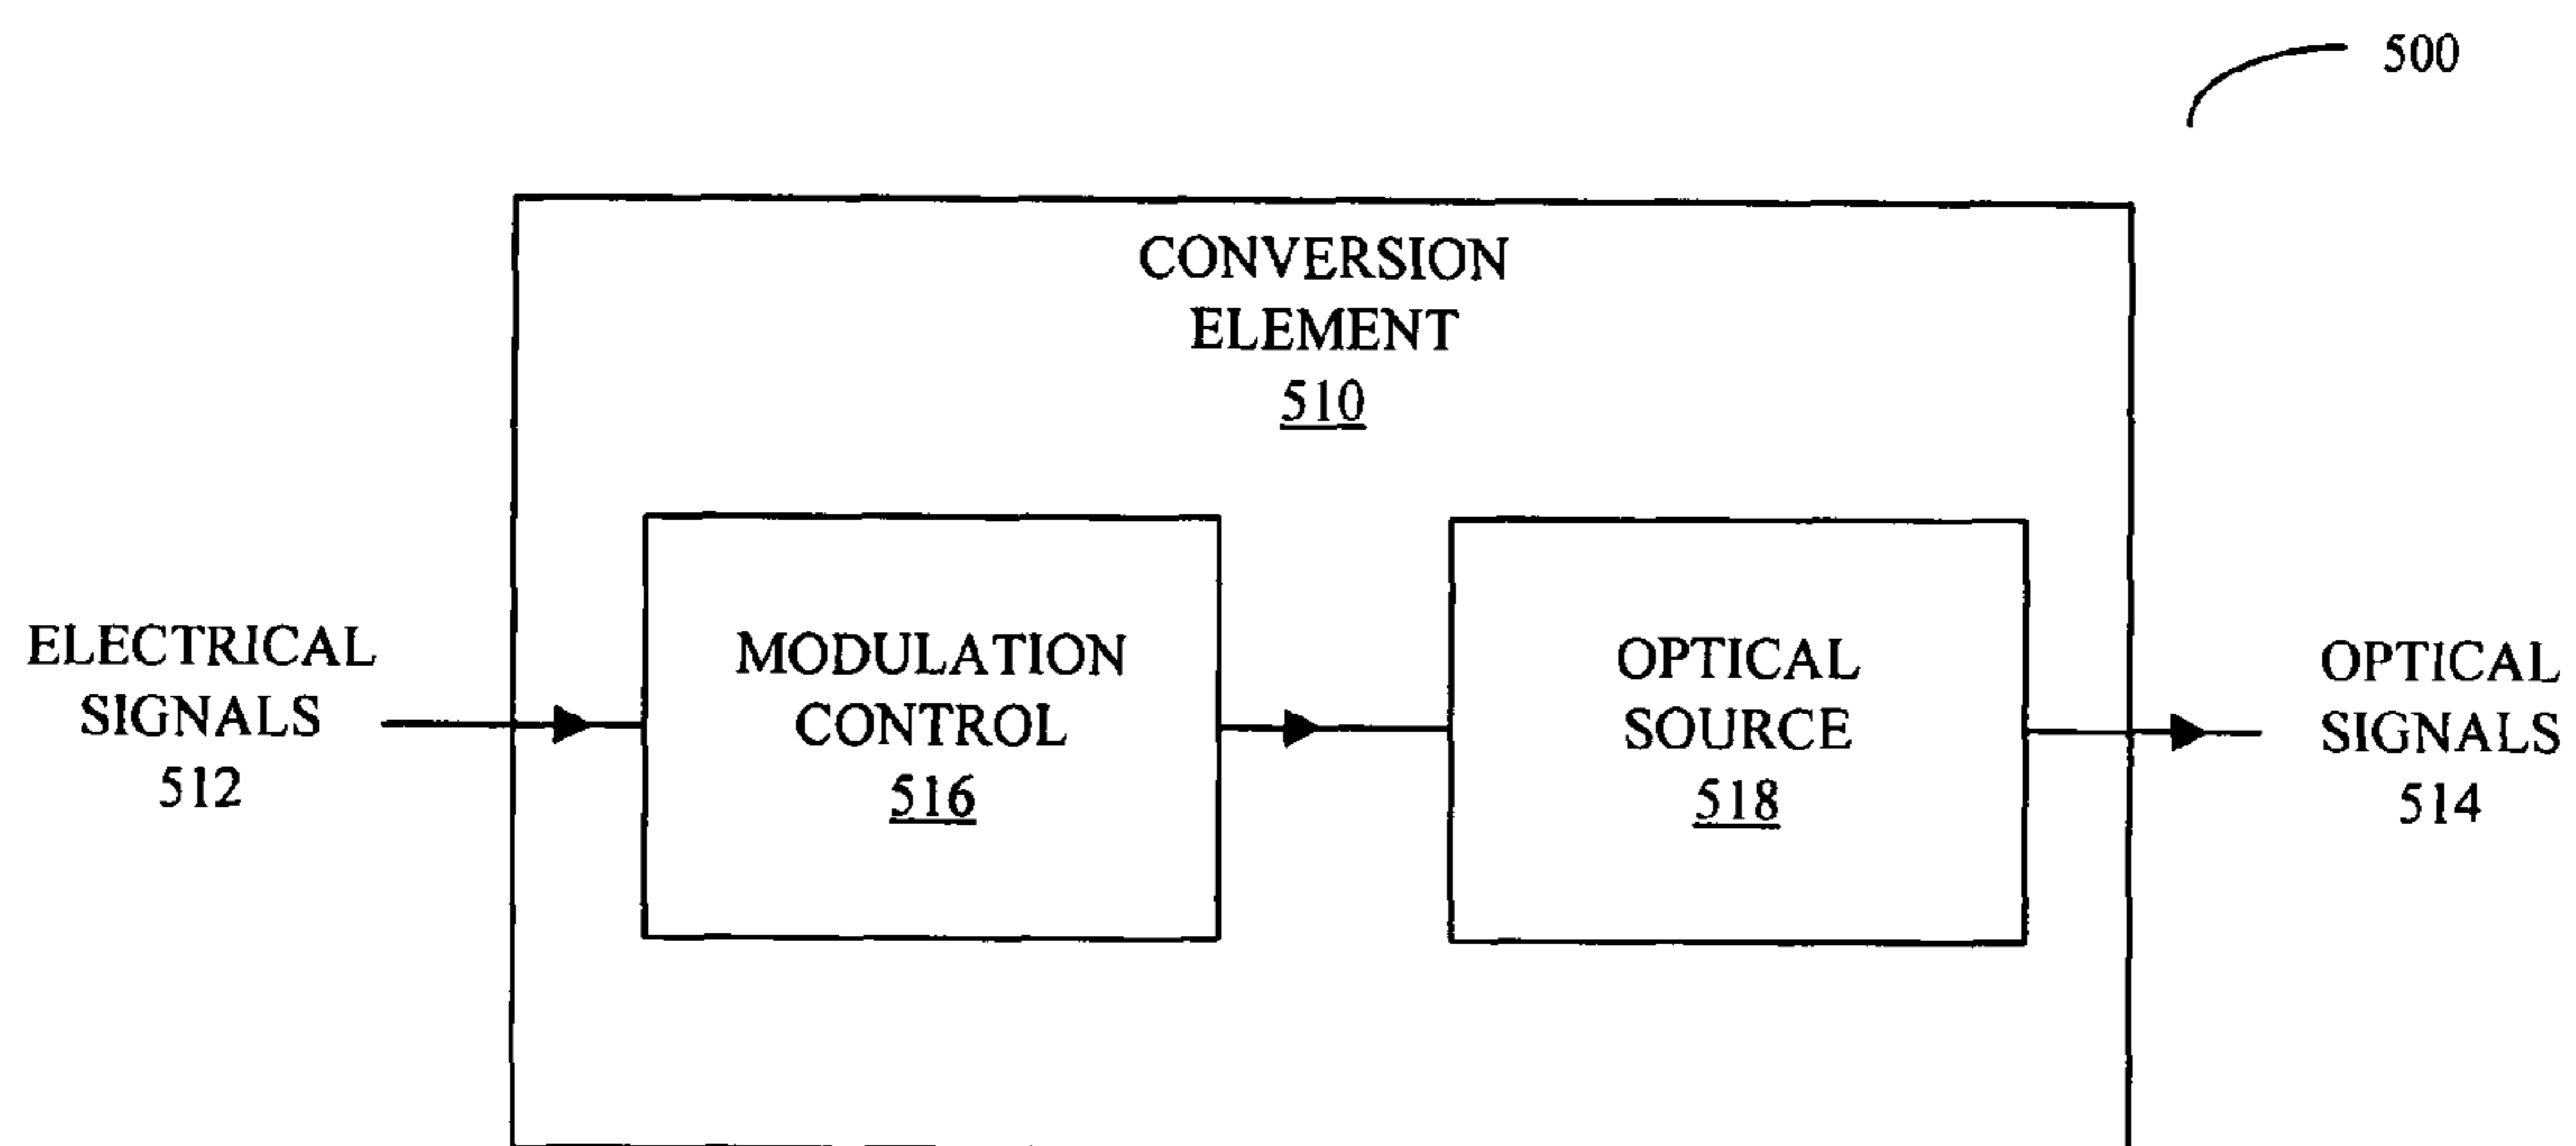 500
CONVERSION
ELEMENT
510
ELECTRICAL
SIGNALS
512
MODULATION
CONTROL
516
OPTICAL
SOURCE
518
OPTICAL
SIGNALS
514